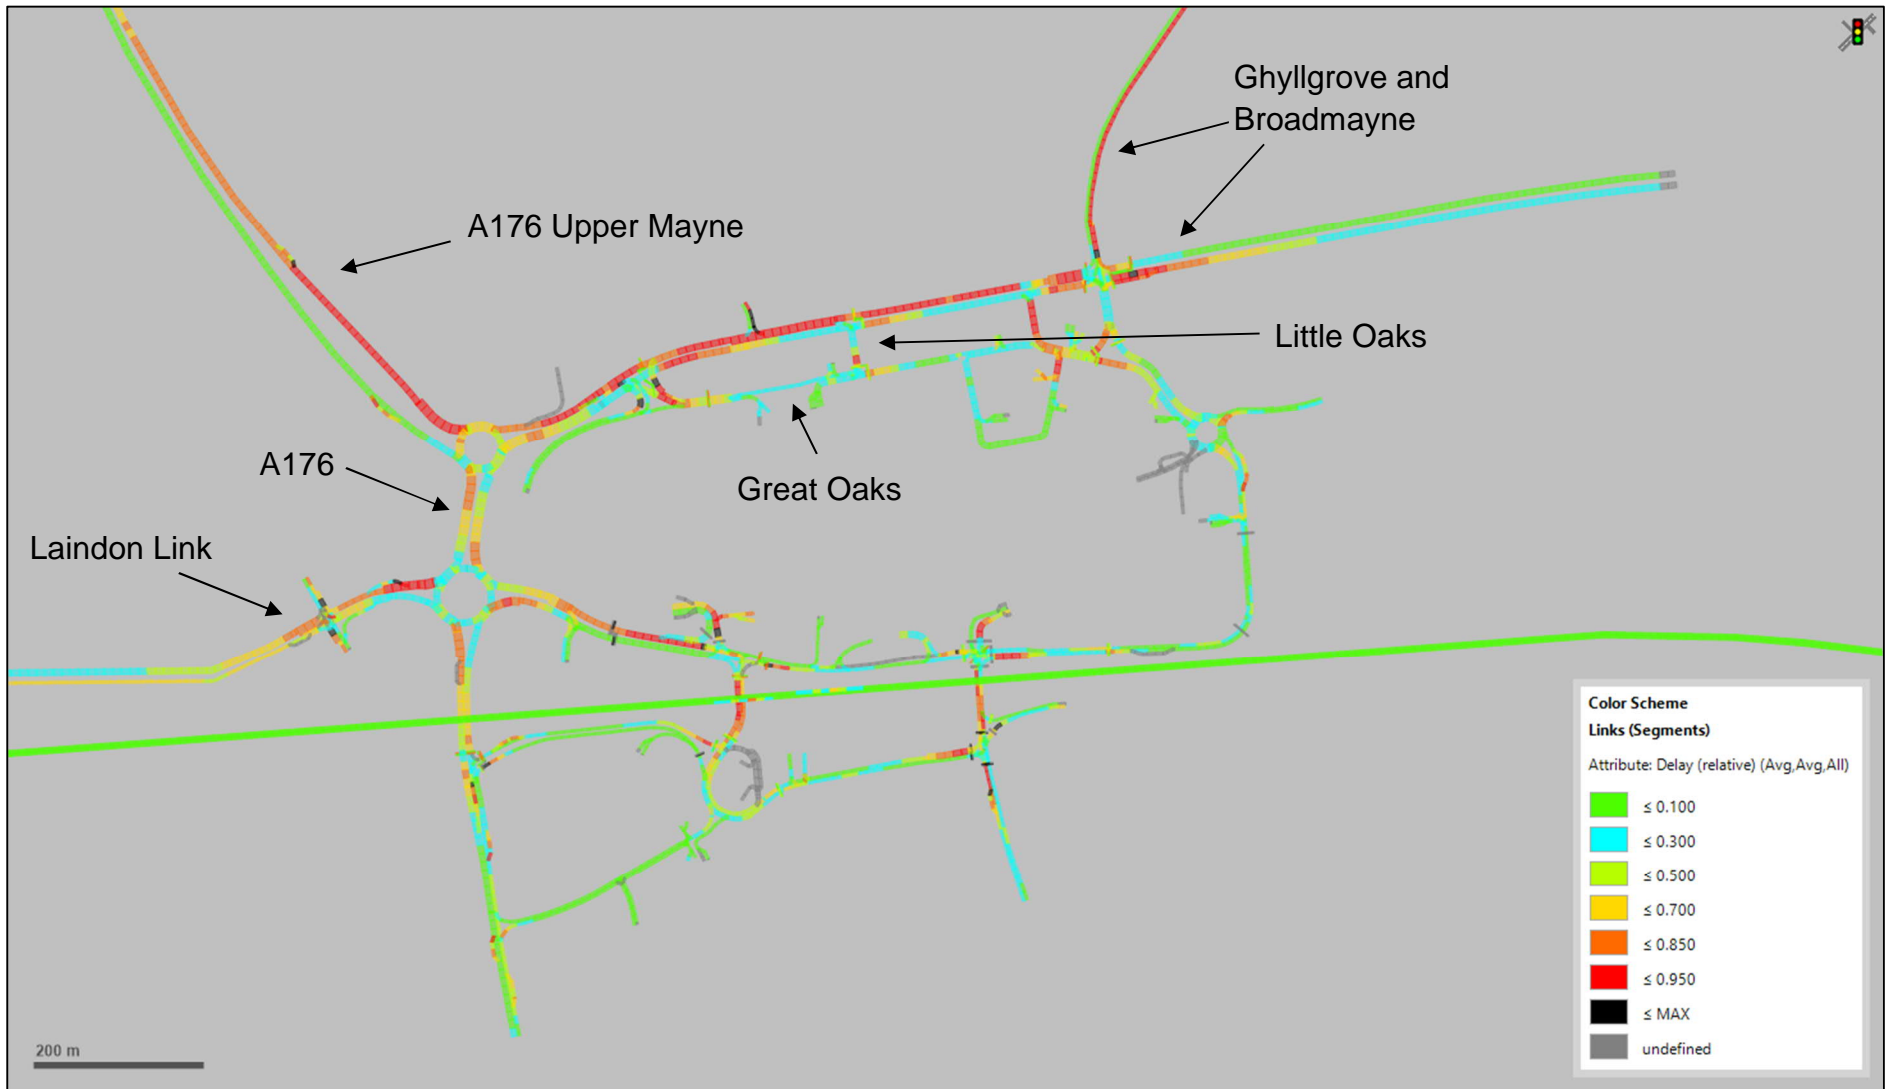 Ghyllgrove and
Broadmayne
A176 Upper Mayne
Little Oaks
A176
Great Oaks
Laindon Link
Color Scheme
Links (Segments)
Attribute: Delay (relative) (Avg,Avg,All)
≤ 0.100
≤ 0.300
≤ 0.500
≤ 0.700
≤ 0.850
≤ 0.950
≤ MAX
undefined
200 m